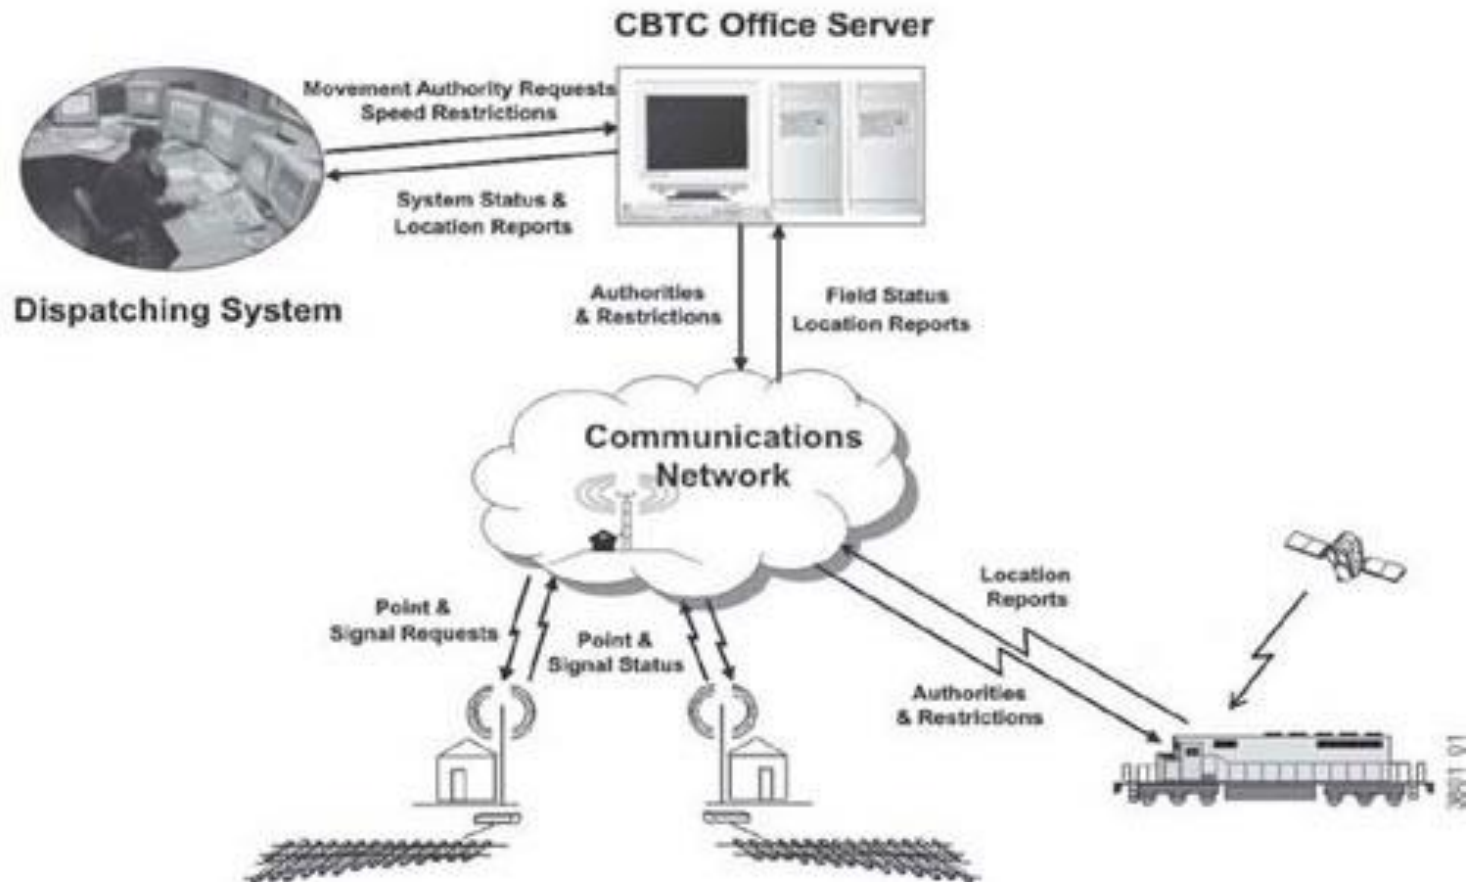 CBTC Office Server
Movement Authority Requests
Speed Restrictions
System Status &
Location Reports
Dispatching System
Authorities
& Restrictions
Field Status
Location Reports
Communications
Network
Point &
Signal Requests
Point &
Signal Status
Location
Reports
Authorities
& Restrictions